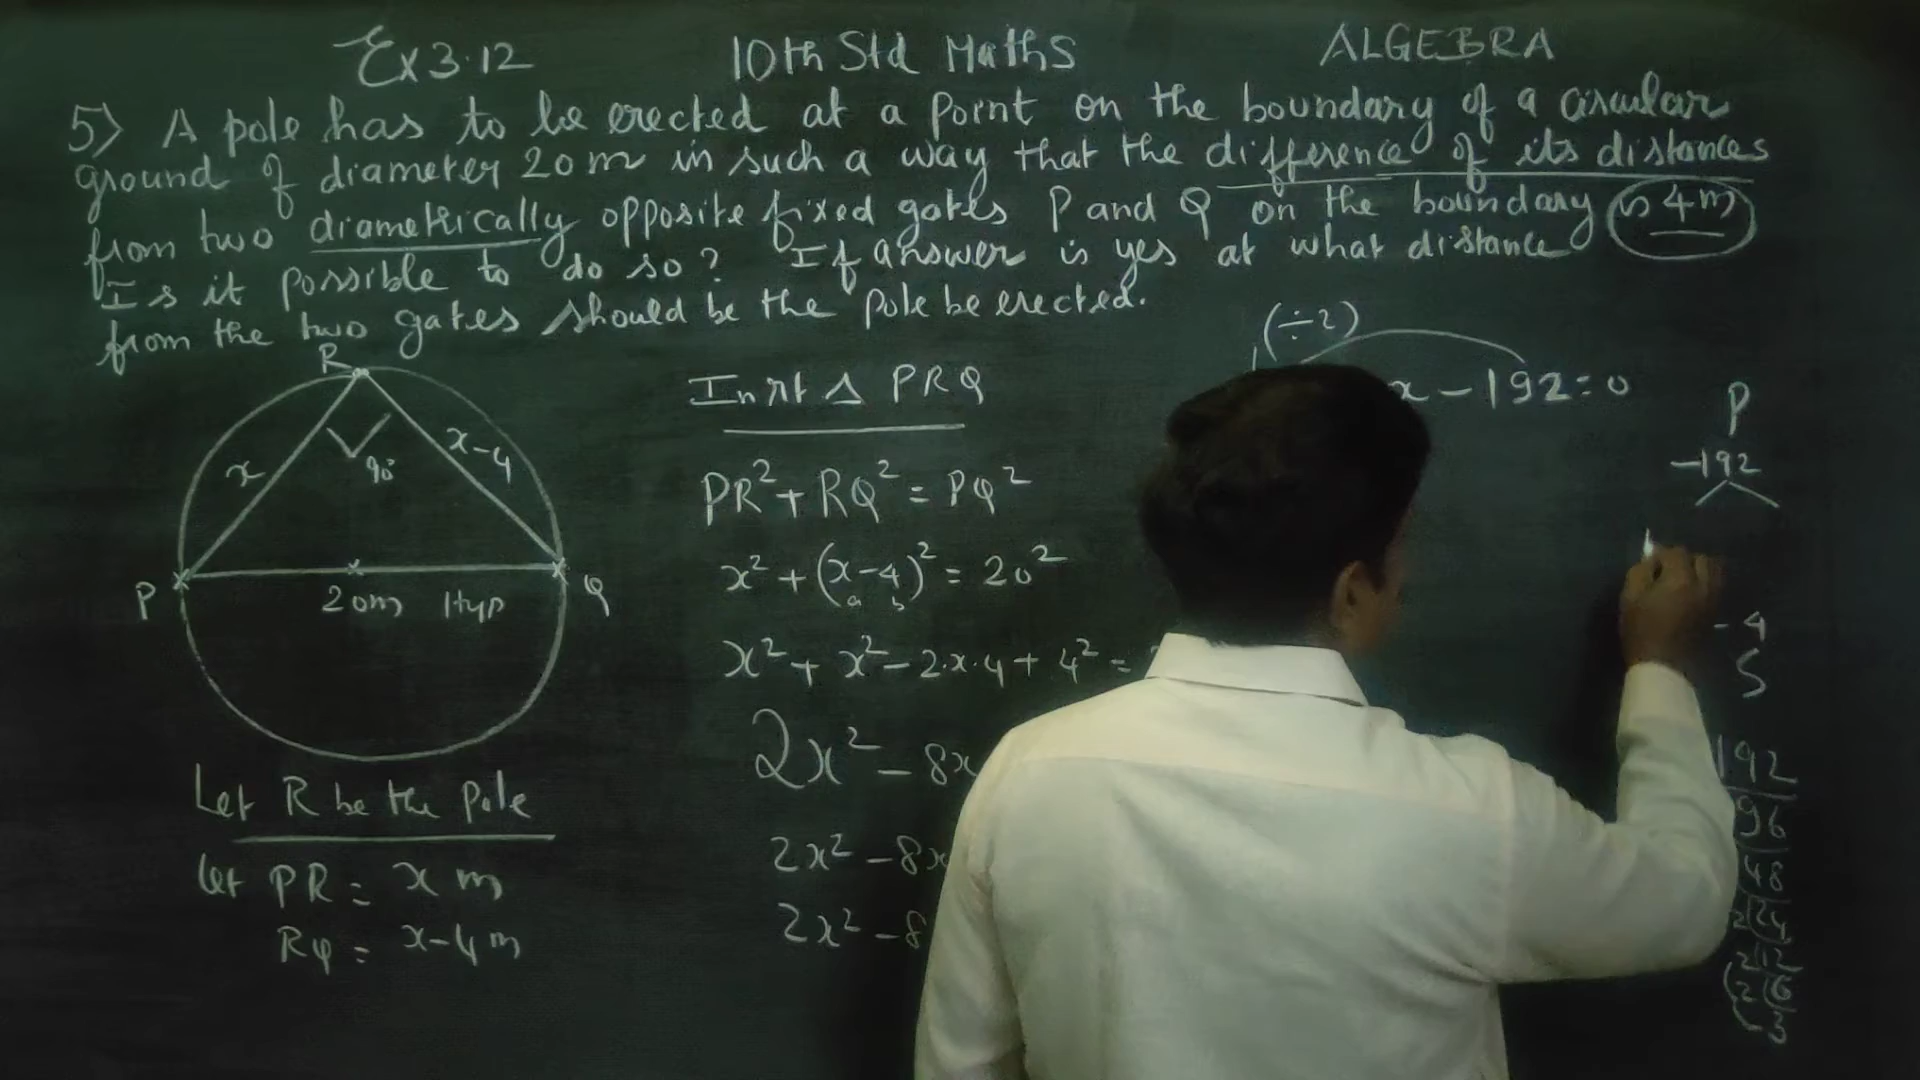 Ex 3.12
10th Std Maths
ALGEBRA
5) A pole has to be erected at a point on the boundary of a circular
ground of diameter 20 m in such a way that the difference of its distances
from two diametrically opposite fixed gates P and Q on the boundary is 4m
Is it possible to do so? If answer is yes at what distance
from the two gates should be the pole be erected.
R
x
x-4
90°
P
20m Hyp
Q
Let R be the pole
Let PR = x m
RQ = x-4 m
In rt Δ PRQ
PR² + RQ² = PQ²
x² + (x-4)² = 20²
a b
x² + x² - 2·x·4 + 4² =
2x² - 8x
2x² - 8x
2x² - 8
(÷2)
x - 192 = 0
P
-192
-4
S
192
96
48
2 24
2 12
2 6
3